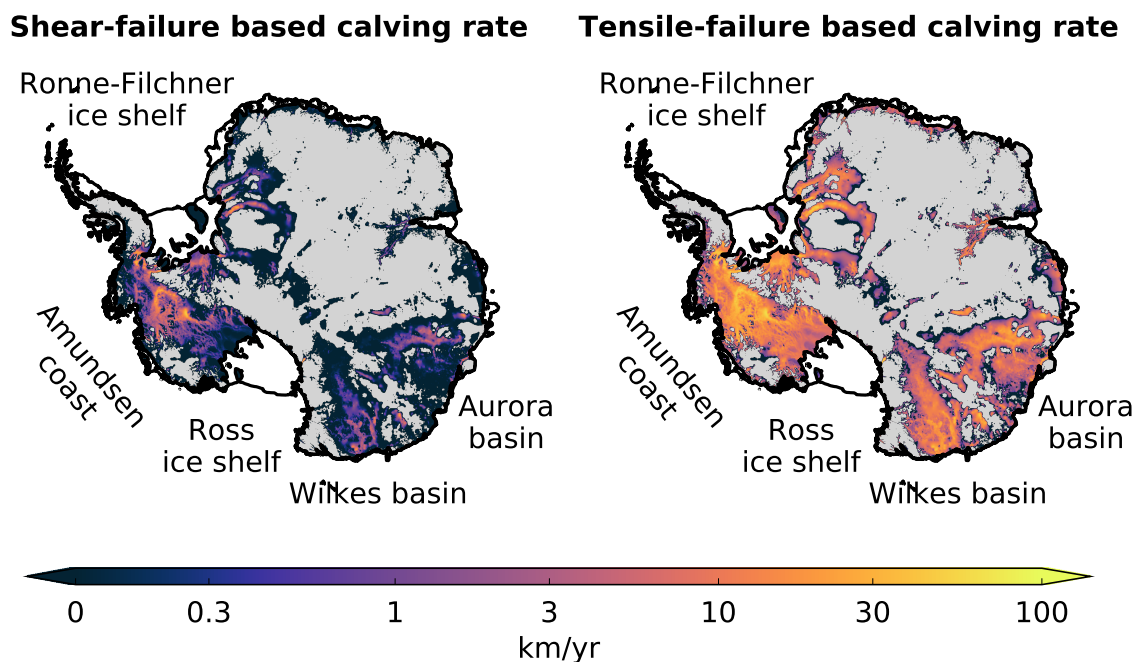 Shear-failure based calving rate
Tensile-failure based calving rate
Ronne-Filchner
ice shelf
Amundsen
coast
Ross
ice shelf
Aurora
basin
Wilkes basin
Ronne-Filchner
ice shelf
Amundsen
coast
Ross
ice shelf
Aurora
basin
Wilkes basin
0 0.3 1 3 10 30 100
km/yr